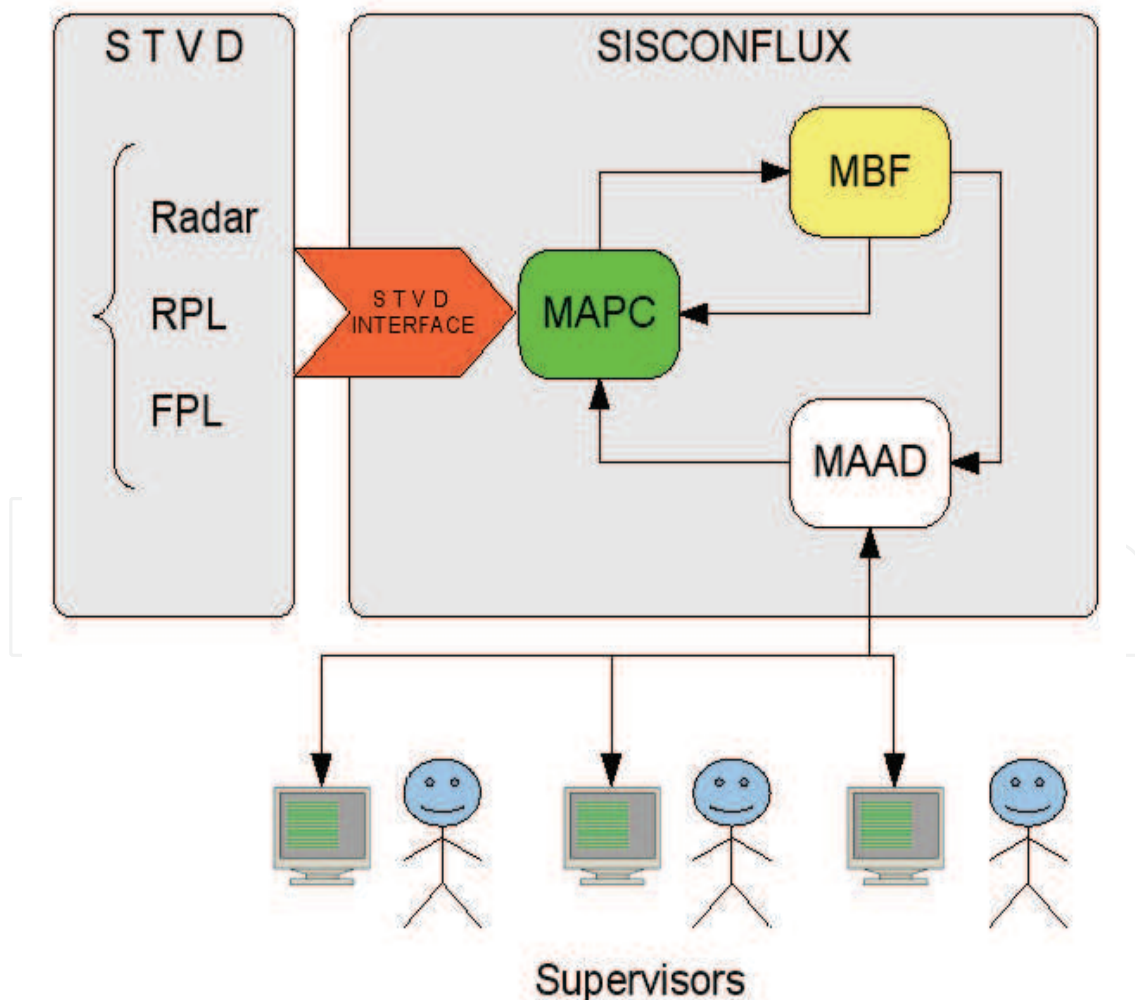 S T V D
Radar
RPL
FPL
S T V D
INTERFACE
SISCONFLUX
MBF
MAPC
MAAD
Supervisors